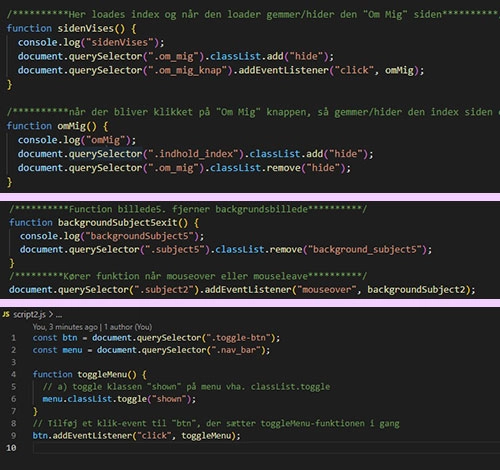 /**********Her loades index og når den loader gemmer/hider den "Om Mig" siden**********
function sidenVises() {
console.log("sidenVises");
document.querySelector(".om_mig").classList.add("hide");
document.querySelector(".om_mig_knap").addEventListener("click", omMig);
}
/**********når der bliver klikket på "Om Mig" knappen, så gemmer/hider den index siden
function omMig() {
console.log("omMig");
document.querySelector(".indhold_index").classList.add("hide");
document.querySelector(".om_mig").classList.remove("hide");
}
/**********Function billede5. fjerner backgrundsbillede**********/
function backgroundSubject5exit() {
console.log("backgroundSubject5");
document.querySelector(".subject5").classList.remove("background_subject5");
}
/*********Kører funktion når mouseover eller mouseleave**********/
document.querySelector(".subject2").addEventListener("mouseover", backgroundSubject2);
JS script2.js > ...
You, 3 minutes ago | 1 author (You)
1 const btn = document.querySelector(".toggle-btn");
2 const menu = document.querySelector(".nav_bar");
3
4 function toggleMenu() {
5 // a) toggle klassen "shown" på menu vha. classList.toggle
6 menu.classList.toggle("shown");
7 }
8 // Tilføj et klik-event til "btn", der sætter toggleMenu-funktionen i gang
9 btn.addEventListener("click", toggleMenu);
10